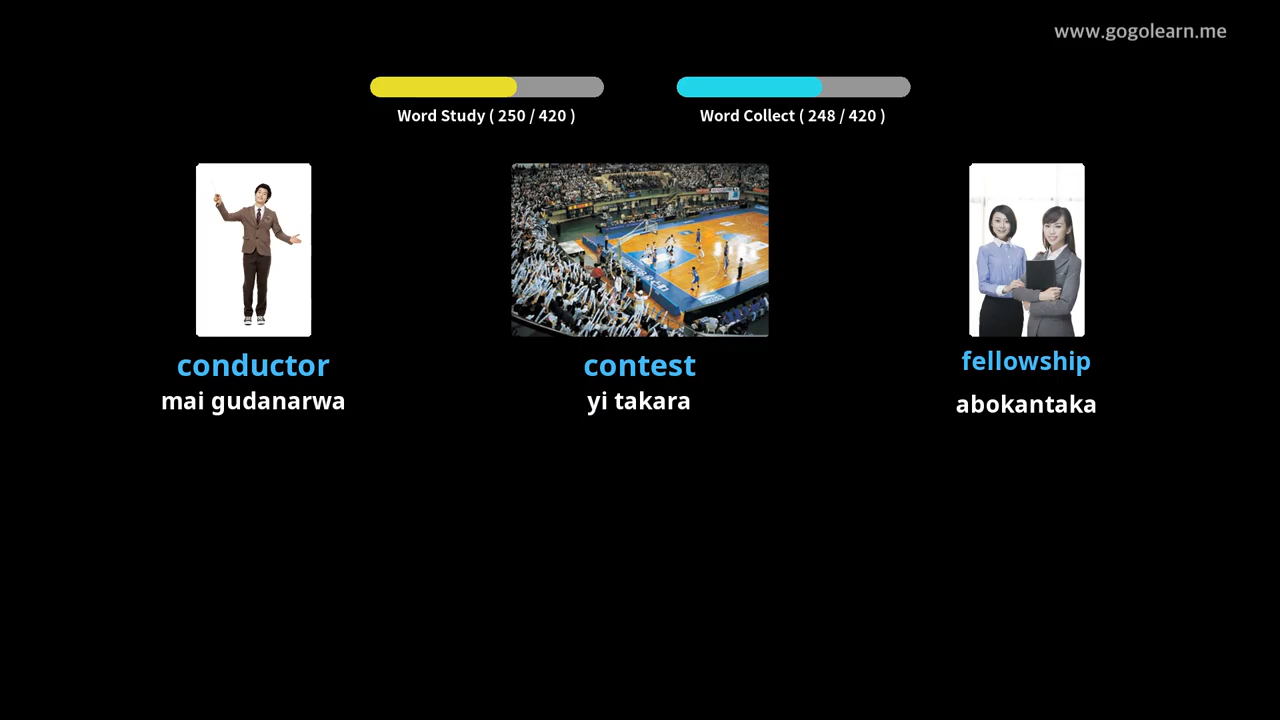 www.gogolearn.me
Word Study ( 250 / 420 )
Word Collect ( 248 / 420 )
conductor
mai gudanarwa
contest
yi takara
fellowship
abokantaka